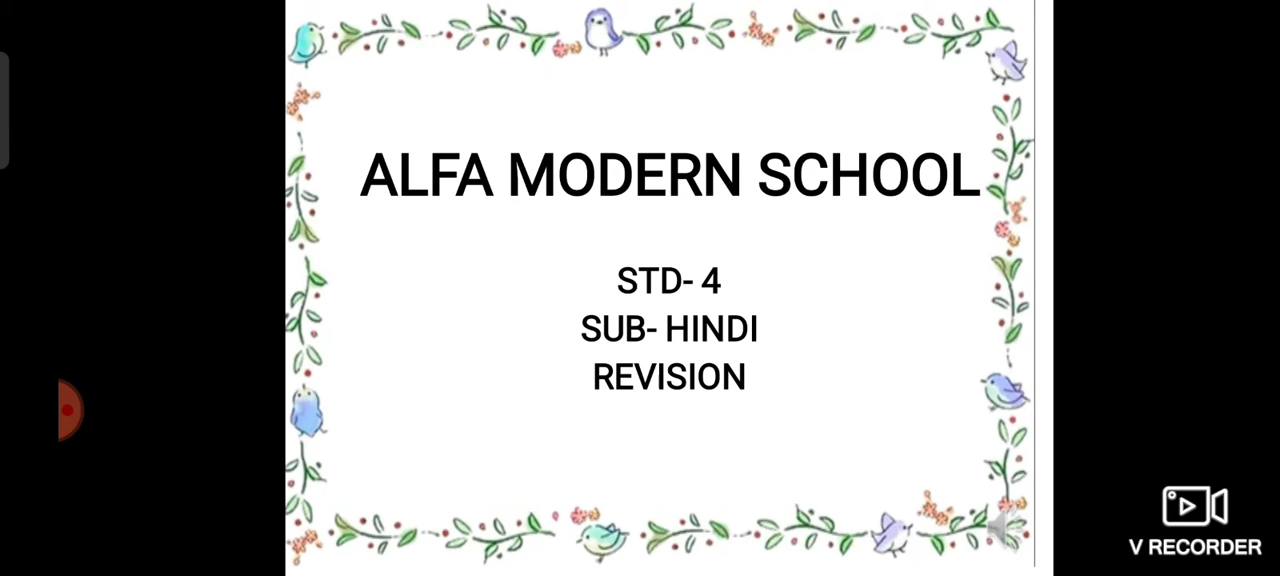 ALFA MODERN SCHOOL
STD- 4
SUB- HINDI
REVISION
V RECORDER